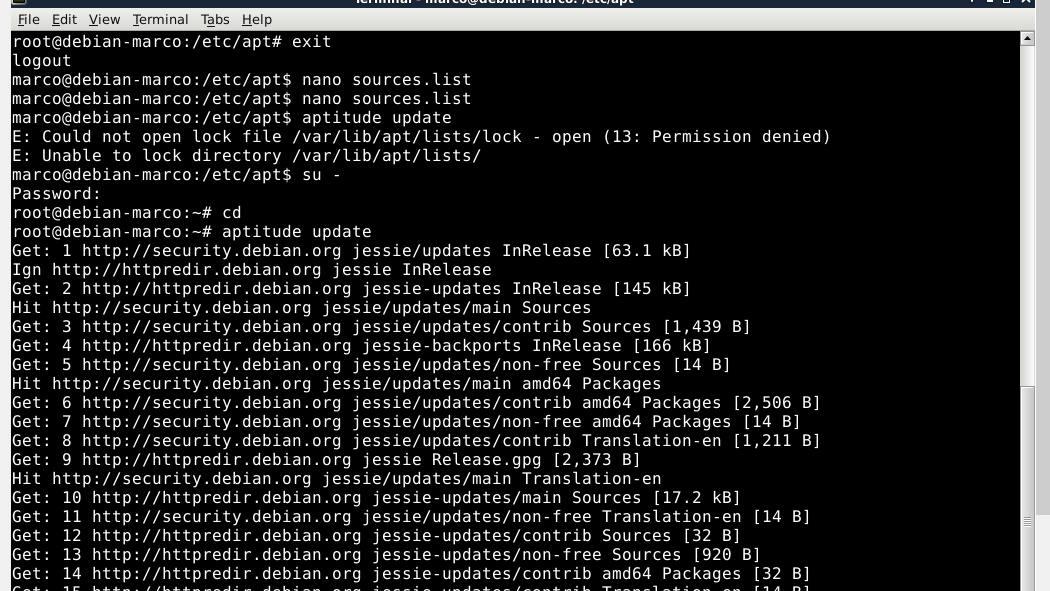 Terminal - marco@debian-marco: /etc/apt
File Edit View Terminal Tabs Help
root@debian-marco:/etc/apt# exit
logout
marco@debian-marco:/etc/apt$ nano sources.list
marco@debian-marco:/etc/apt$ nano sources.list
marco@debian-marco:/etc/apt$ aptitude update
E: Could not open lock file /var/lib/apt/lists/lock - open (13: Permission denied)
E: Unable to lock directory /var/lib/apt/lists/
marco@debian-marco:/etc/apt$ su -
Password:
root@debian-marco:~# cd
root@debian-marco:~# aptitude update
Get: 1 http://security.debian.org jessie/updates InRelease [63.1 kB]
Ign http://httpredir.debian.org jessie InRelease
Get: 2 http://httpredir.debian.org jessie-updates InRelease [145 kB]
Hit http://security.debian.org jessie/updates/main Sources
Get: 3 http://security.debian.org jessie/updates/contrib Sources [1,439 B]
Get: 4 http://httpredir.debian.org jessie-backports InRelease [166 kB]
Get: 5 http://security.debian.org jessie/updates/non-free Sources [14 B]
Hit http://security.debian.org jessie/updates/main amd64 Packages
Get: 6 http://security.debian.org jessie/updates/contrib amd64 Packages [2,506 B]
Get: 7 http://security.debian.org jessie/updates/non-free amd64 Packages [14 B]
Get: 8 http://security.debian.org jessie/updates/contrib Translation-en [1,211 B]
Get: 9 http://httpredir.debian.org jessie Release.gpg [2,373 B]
Hit http://security.debian.org jessie/updates/main Translation-en
Get: 10 http://httpredir.debian.org jessie-updates/main Sources [17.2 kB]
Get: 11 http://security.debian.org jessie/updates/non-free Translation-en [14 B]
Get: 12 http://httpredir.debian.org jessie-updates/contrib Sources [32 B]
Get: 13 http://httpredir.debian.org jessie-updates/non-free Sources [920 B]
Get: 14 http://httpredir.debian.org jessie-updates/contrib amd64 Packages [32 B]